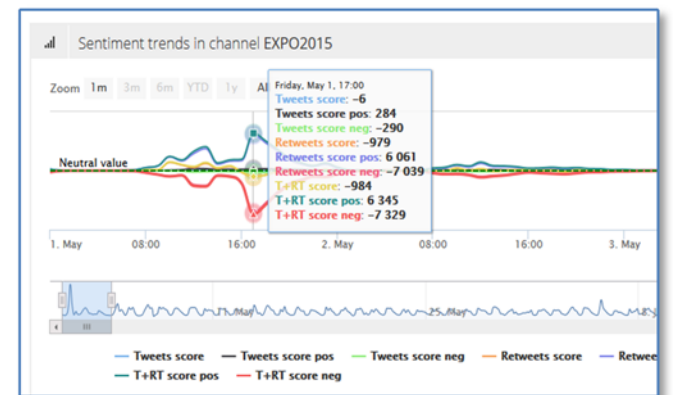 Sentiment trends in channel EXPO2015
Zoom 1m 3m 6m YTD 1y
Friday, May 1, 17:00
Tweets score: -6
Tweets score pos: 284
Tweets score neg: -290
Retweets score: -979
Retweets score pos: 6 061
Retweets score neg: -7 039
T+RT score: -984
T+RT score pos: 6 345
T+RT score neg: -7 329
Neutral value
1. May 08:00 16:00 2. May 08:00 16:00 3. May
11. May 25. May
Tweets score Tweets score pos Tweets score neg Retweets score
T+RT score pos T+RT score neg